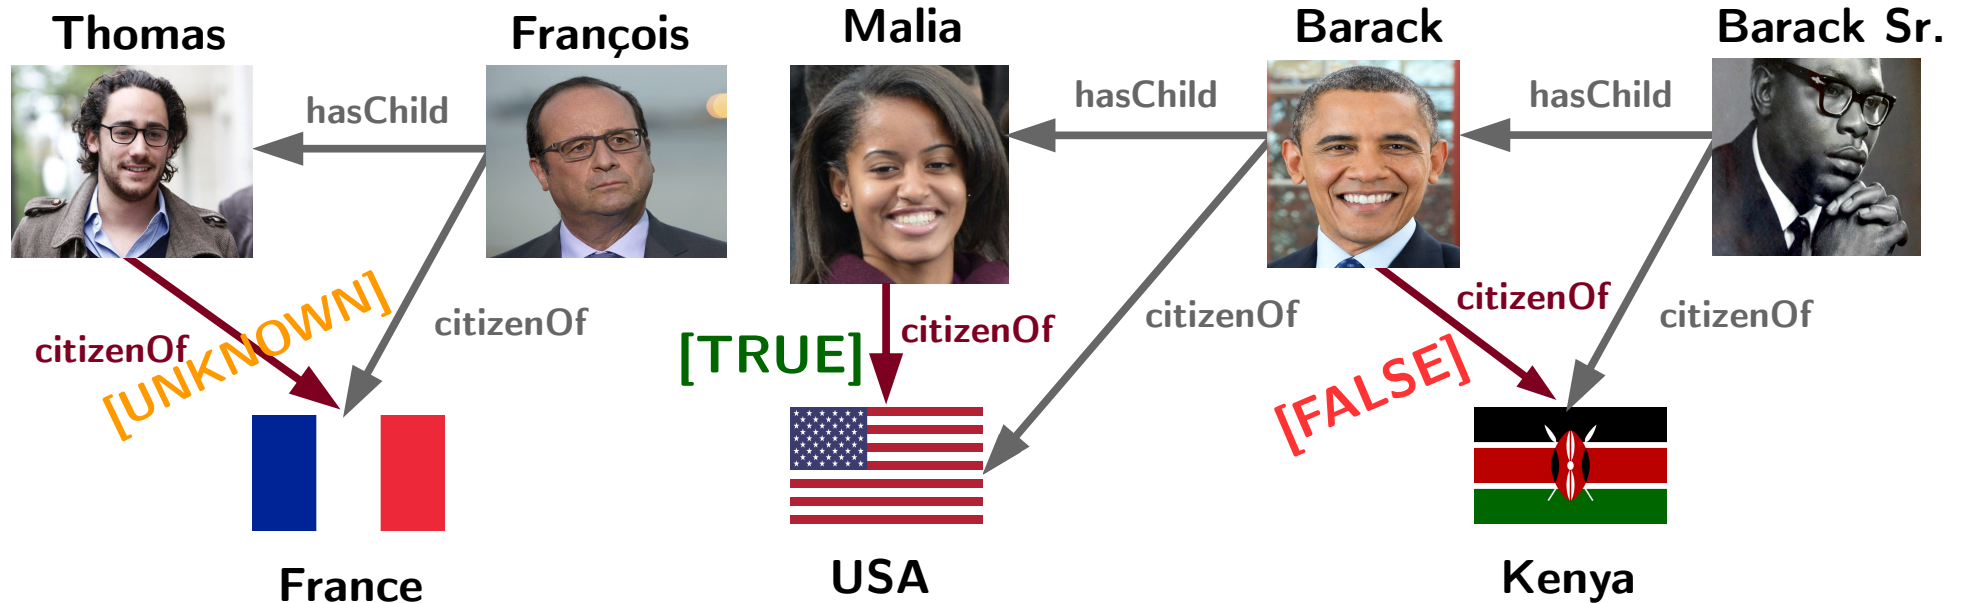 Thomas
François
Malia
Barack
Barack Sr.
hasChild
hasChild
hasChild
citizenOf
[UNKNOWN]
citizenOf
[TRUE]
citizenOf
citizenOf
[FALSE]
citizenOf
citizenOf
France
USA
Kenya